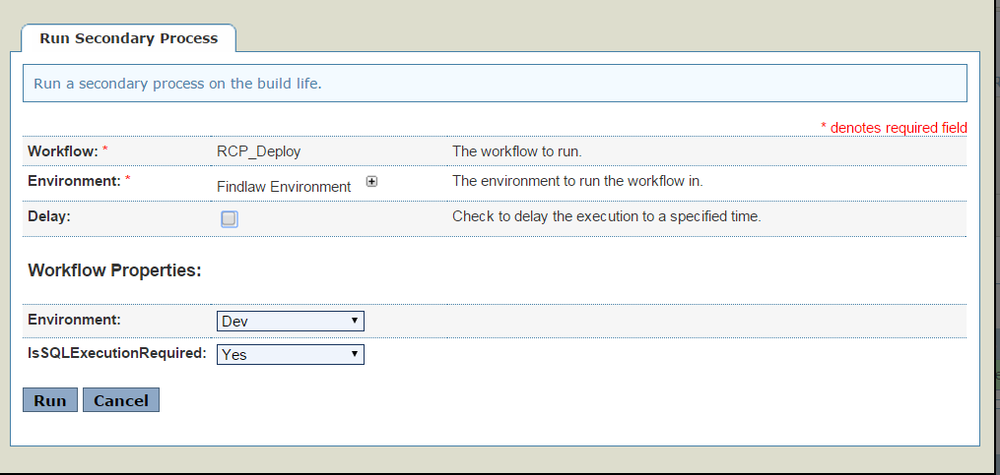 Run Secondary Process
Run a secondary process on the build life.
* denotes required field
Workflow: * RCP_Deploy The workflow to run.
Environment: * Findlaw Environment The environment to run the workflow in.
Delay: Check to delay the execution to a specified time.
Workflow Properties:
Environment: Dev
IsSQLExecutionRequired: Yes
Run Cancel